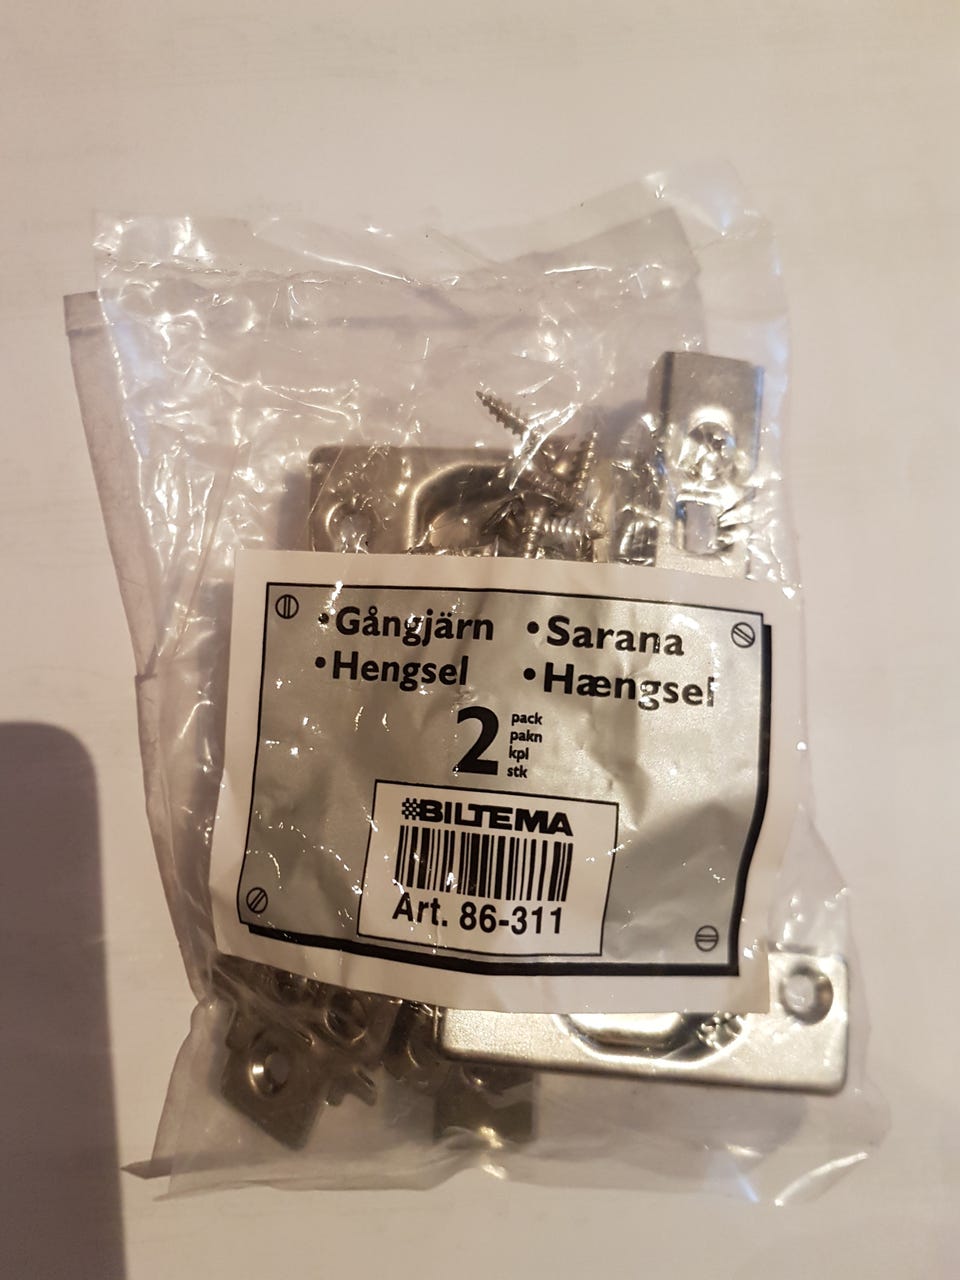 • Gångjärn • Sarana
• Hengsel • Hængsel
2 pack
pakn
kpl
stk
BILTEMA
Art. 86-311